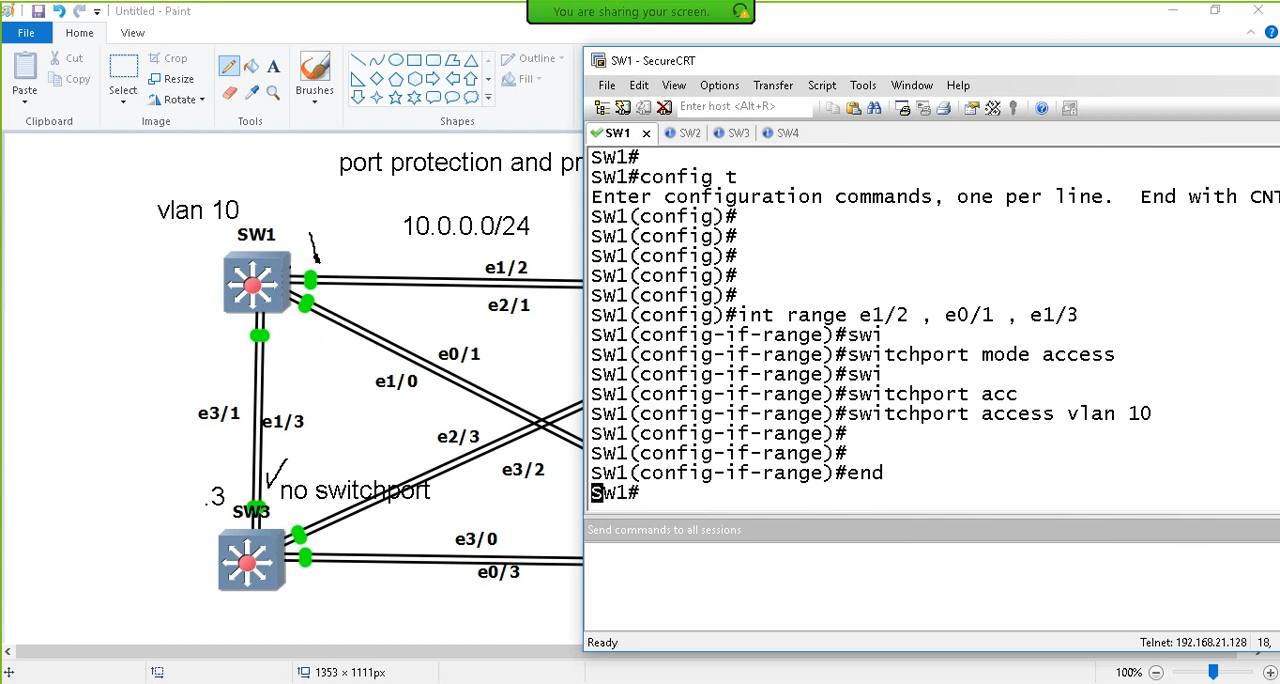 Untitled - Paint
You are sharing your screen.
File
Home
View
Paste
Cut
Copy
Clipboard
Select
Crop
Resize
Rotate
Image
Tools
Brushes
Shapes
Outline
Fill
port protection and pr
vlan 10
10.0.0.0/24
SW1
e1/2
e2/1
e0/1
e1/0
e3/1
e1/3
e2/3
e3/2
.3
no switchport
SW3
e3/0
e0/3
1353 × 1111px
100%
SW1 - SecureCRT
File Edit View Options Transfer Script Tools Window Help
Enter host <Alt+R>
SW1 SW2 SW3 SW4
SW1#
SW1#config t
Enter configuration commands, one per line. End with CNT
SW1(config)#
SW1(config)#
SW1(config)#
SW1(config)#
SW1(config)#
SW1(config)#int range e1/2 , e0/1 , e1/3
SW1(config-if-range)#swi
SW1(config-if-range)#switchport mode access
SW1(config-if-range)#swi
SW1(config-if-range)#switchport acc
SW1(config-if-range)#switchport access vlan 10
SW1(config-if-range)#
SW1(config-if-range)#
SW1(config-if-range)#end
SW1#
Send commands to all sessions
Ready
Telnet: 192.168.21.128
18,